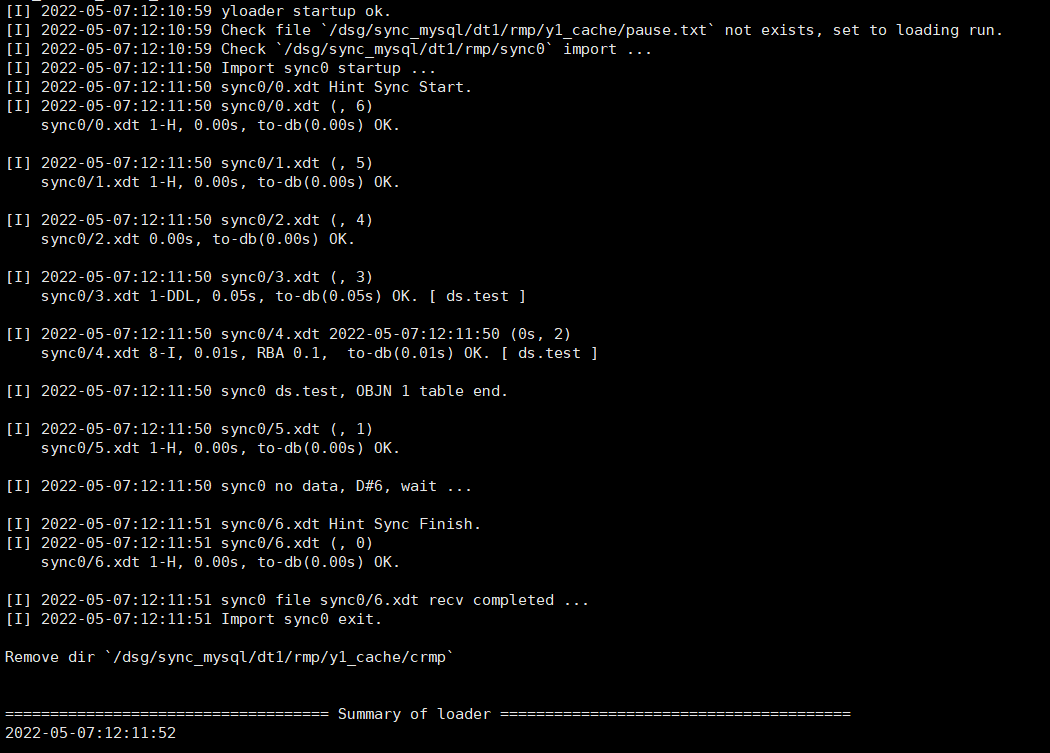 [I] 2022-05-07:12:10:59 yloader startup ok.
[I] 2022-05-07:12:10:59 Check file `/dsg/sync_mysql/dt1/rmp/y1_cache/pause.txt` not exists, set to loading run.
[I] 2022-05-07:12:10:59 Check `/dsg/sync_mysql/dt1/rmp/sync0` import ...
[I] 2022-05-07:12:11:50 Import sync0 startup ...
[I] 2022-05-07:12:11:50 sync0/0.xdt Hint Sync Start.
[I] 2022-05-07:12:11:50 sync0/0.xdt (, 6)
    sync0/0.xdt 1-H, 0.00s, to-db(0.00s) OK.

[I] 2022-05-07:12:11:50 sync0/1.xdt (, 5)
    sync0/1.xdt 1-H, 0.00s, to-db(0.00s) OK.

[I] 2022-05-07:12:11:50 sync0/2.xdt (, 4)
    sync0/2.xdt 0.00s, to-db(0.00s) OK.

[I] 2022-05-07:12:11:50 sync0/3.xdt (, 3)
    sync0/3.xdt 1-DDL, 0.05s, to-db(0.05s) OK. [ ds.test ]

[I] 2022-05-07:12:11:50 sync0/4.xdt 2022-05-07:12:11:50 (0s, 2)
    sync0/4.xdt 8-I, 0.01s, RBA 0.1,  to-db(0.01s) OK. [ ds.test ]

[I] 2022-05-07:12:11:50 sync0 ds.test, OBJN 1 table end.

[I] 2022-05-07:12:11:50 sync0/5.xdt (, 1)
    sync0/5.xdt 1-H, 0.00s, to-db(0.00s) OK.

[I] 2022-05-07:12:11:50 sync0 no data, D#6, wait ...

[I] 2022-05-07:12:11:51 sync0/6.xdt Hint Sync Finish.
[I] 2022-05-07:12:11:51 sync0/6.xdt (, 0)
    sync0/6.xdt 1-H, 0.00s, to-db(0.00s) OK.

[I] 2022-05-07:12:11:51 sync0 file sync0/6.xdt recv completed ...
[I] 2022-05-07:12:11:51 Import sync0 exit.

Remove dir `/dsg/sync_mysql/dt1/rmp/y1_cache/crmp`

==================================== Summary of loader =======================================
2022-05-07:12:11:52